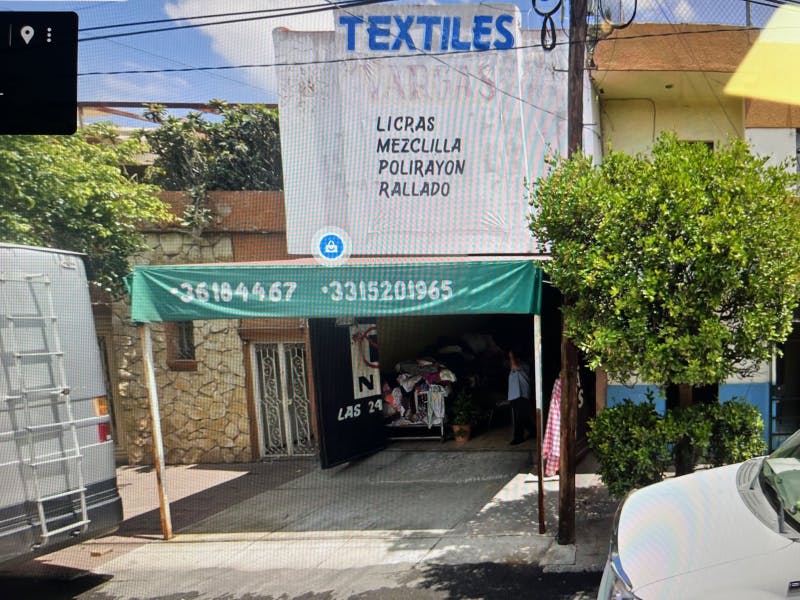 TEXTILES
VARGAS
LICRAS
MEZCLILLA
POLIRAYON
RALLADO
36184467 3315201965
N
LAS 24